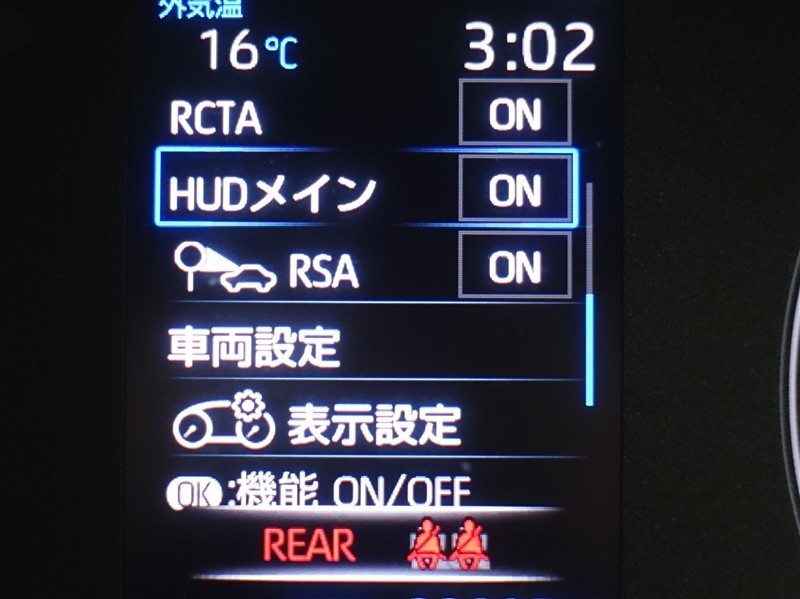 外気温
16℃ 3:02
RCTA ON
HUDメイン ON
RSA ON
車両設定
表示設定
OK:機能 ON/OFF
REAR